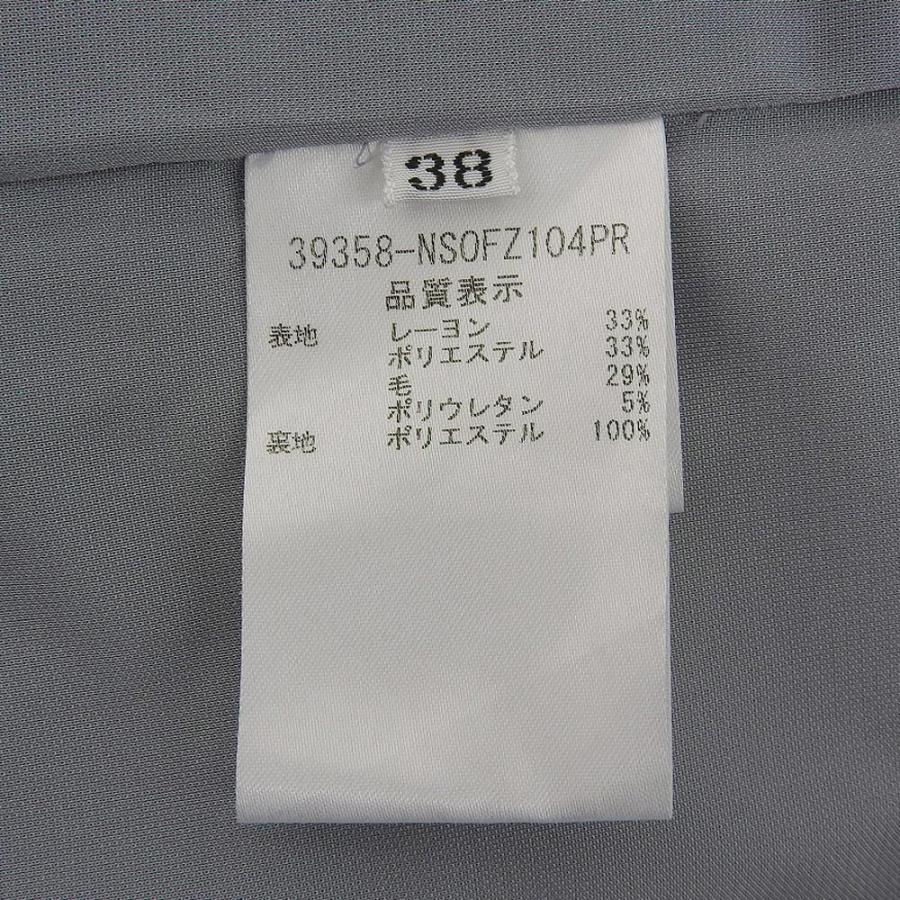 38
39358-NSOFZ104PR
品質表示
表地 レーヨン 33%
ポリエステル 33%
毛 29%
ポリウレタン 5%
裏地 ポリエステル 100%